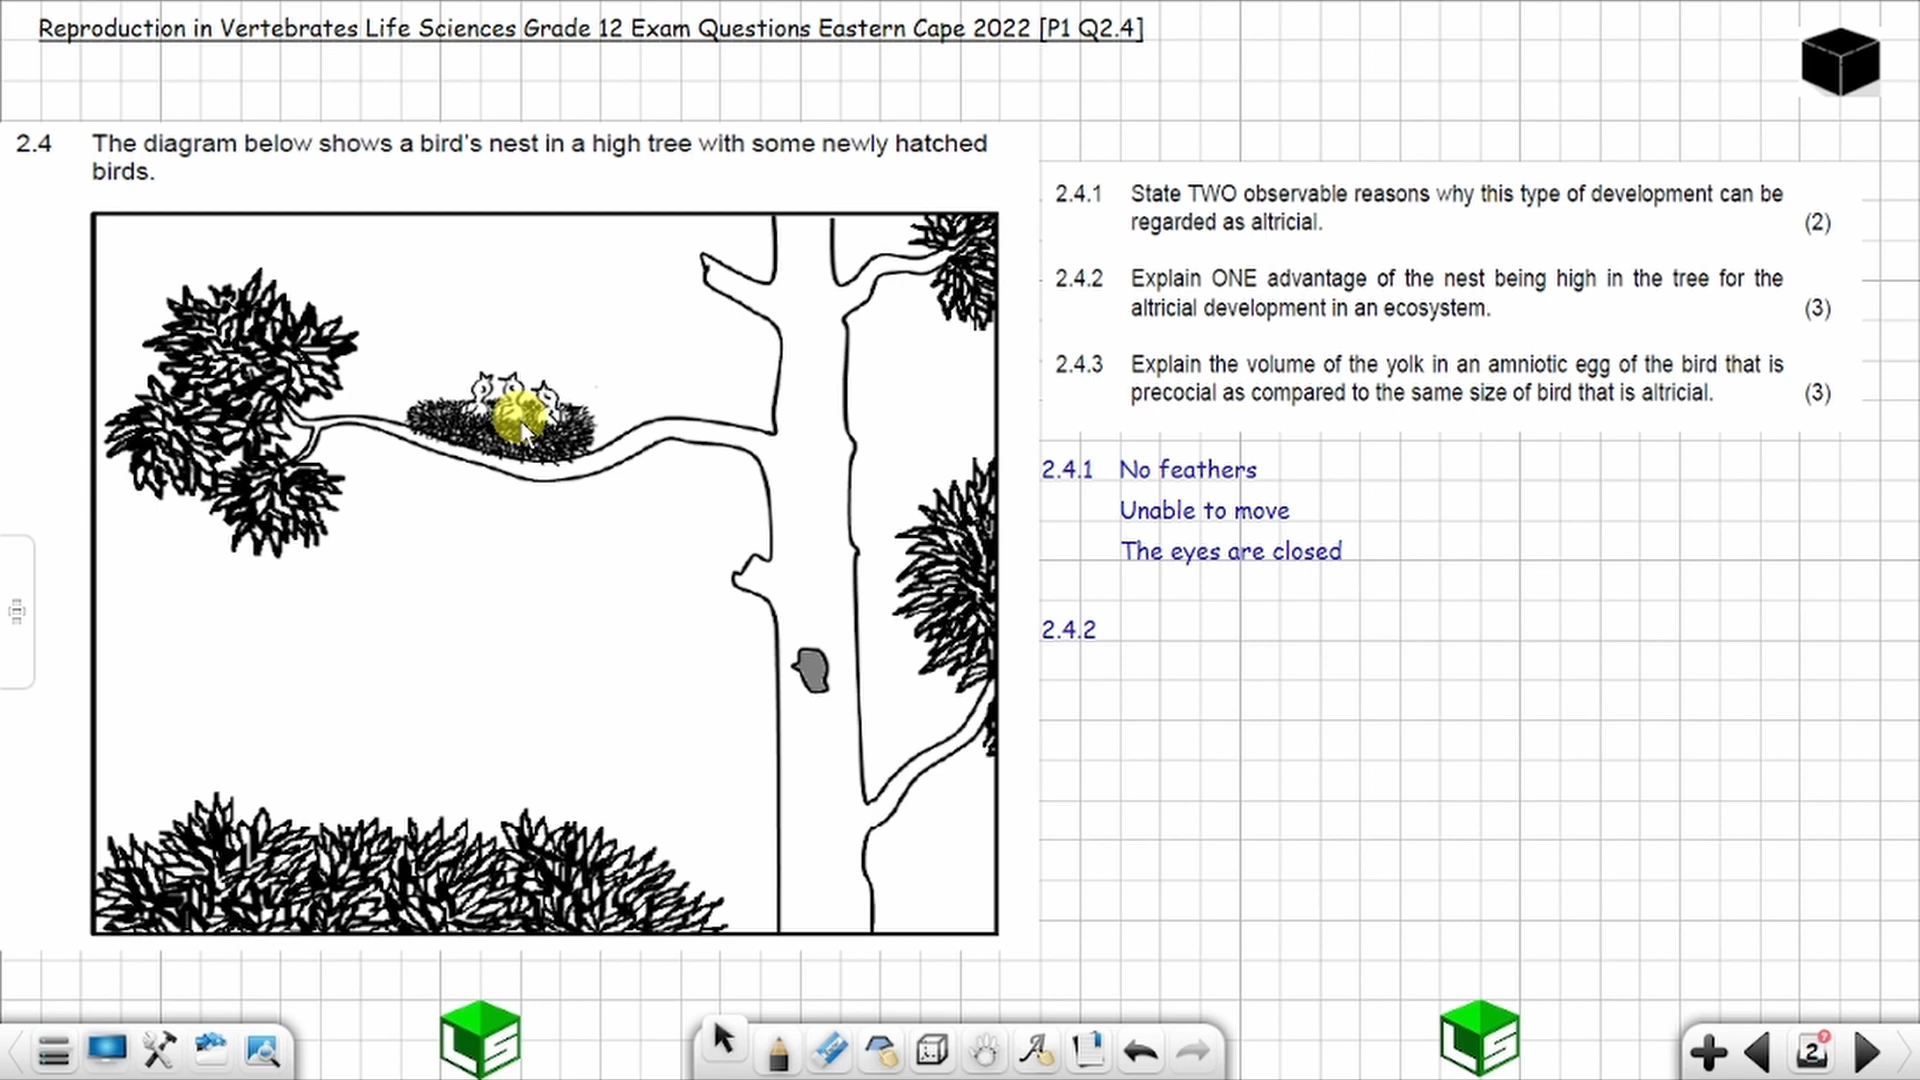 Reproduction in Vertebrates Life Sciences Grade 12 Exam Questions Eastern Cape 2022 [P1 Q2.4]
2.4 The diagram below shows a bird's nest in a high tree with some newly hatched
birds.
2.4.1 State TWO observable reasons why this type of development can be
regarded as altricial. (2)
2.4.2 Explain ONE advantage of the nest being high in the tree for the
altricial development in an ecosystem. (3)
2.4.3 Explain the volume of the yolk in an amniotic egg of the bird that is
precocial as compared to the same size of bird that is altricial. (3)
2.4.1 No feathers
Unable to move
The eyes are closed
2.4.2
LS
LS
2